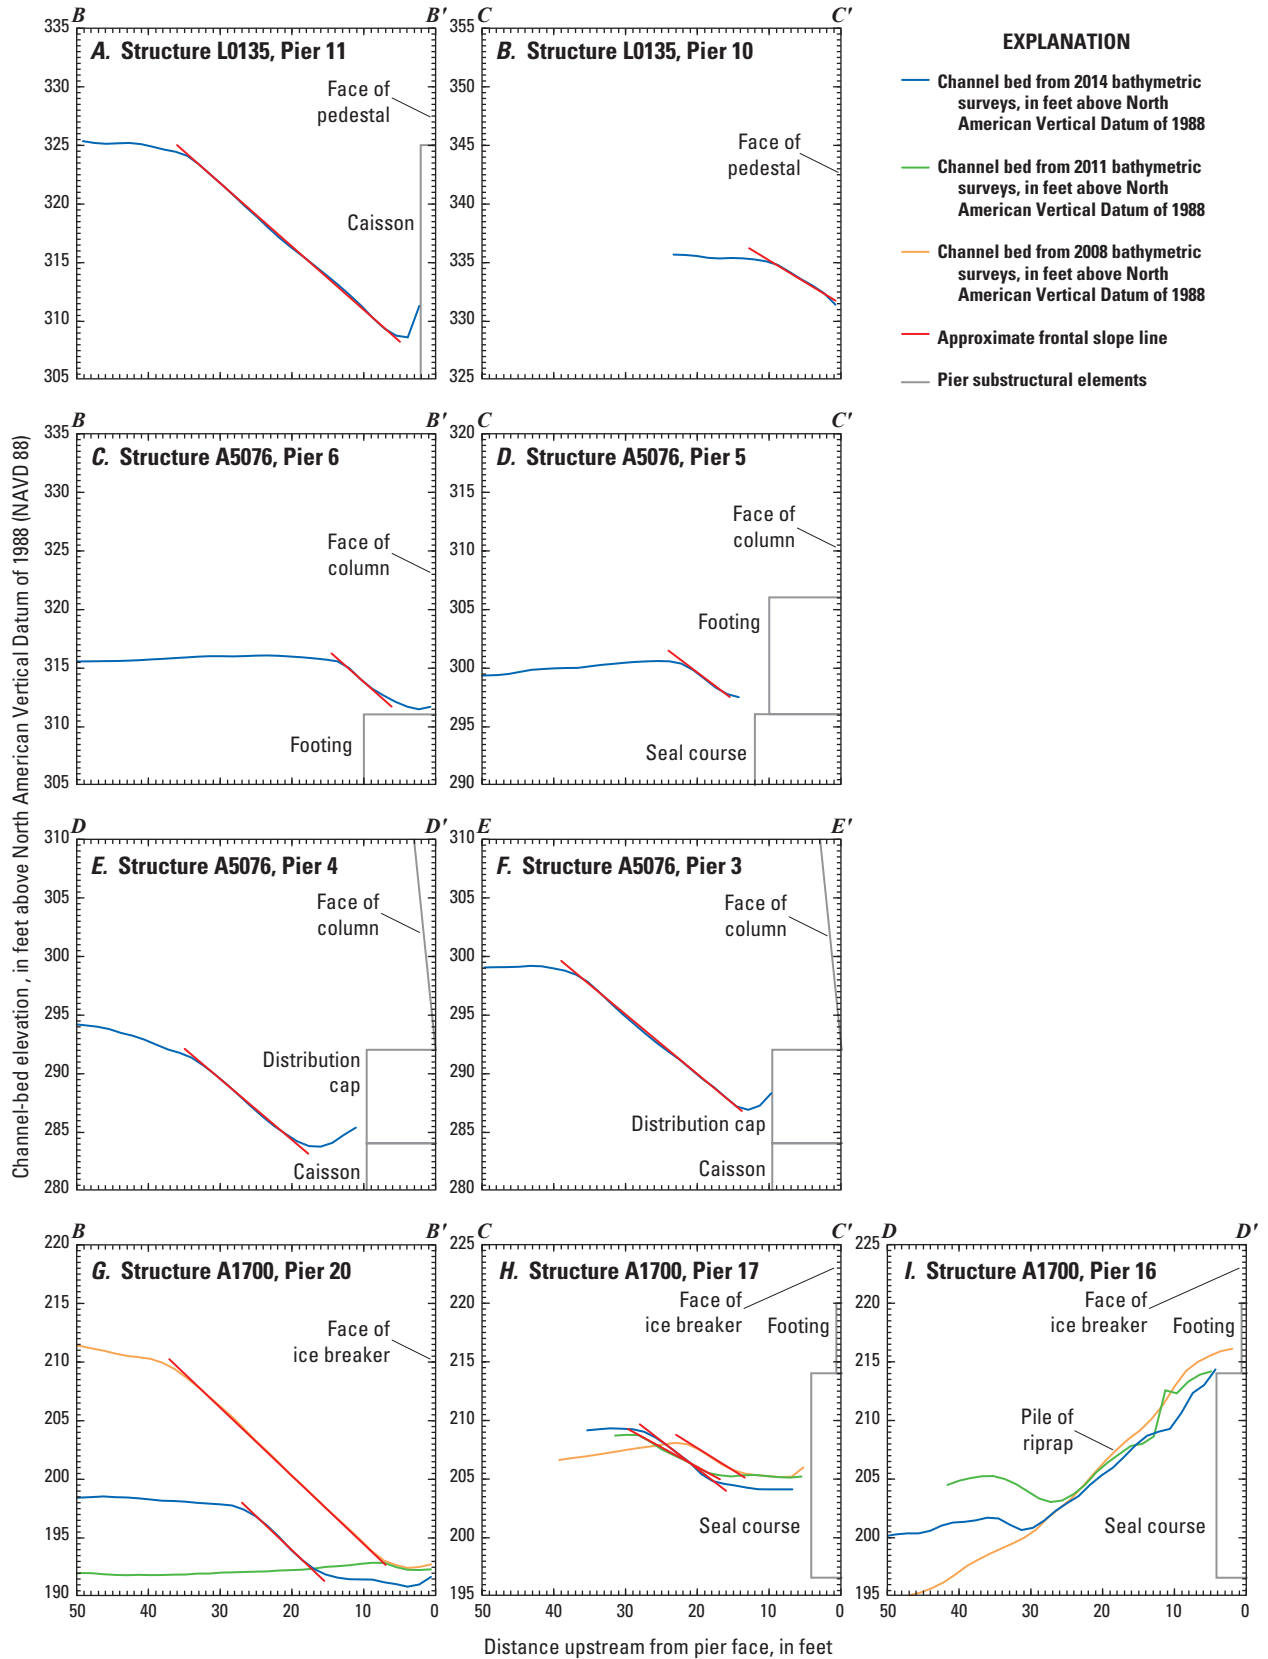 B B'
A. Structure L0135, Pier 11
335
330
325
320
315
310
305
Face of
pedestal
Caisson
C C'
B. Structure L0135, Pier 10
355
350
345
340
335
330
325
Face of
pedestal
EXPLANATION
Channel bed from 2014 bathymetric
surveys, in feet above North
American Vertical Datum of 1988
Channel bed from 2011 bathymetric
surveys, in feet above North
American Vertical Datum of 1988
Channel bed from 2008 bathymetric
surveys, in feet above North
American Vertical Datum of 1988
Approximate frontal slope line
Pier substructural elements
Channel-bed elevation , in feet above North American Vertical Datum of 1988 (NAVD 88)
B B'
C. Structure A5076, Pier 6
335
330
325
320
315
310
305
Face of
column
Footing
C C'
D. Structure A5076, Pier 5
320
315
310
305
300
295
290
Face of
column
Footing
Seal course
D D'
E. Structure A5076, Pier 4
310
305
300
295
290
285
280
Face of
column
Distribution
cap
Caisson
E E'
F. Structure A5076, Pier 3
310
305
300
295
290
285
280
Face of
column
Distribution cap
Caisson
B B'
G. Structure A1700, Pier 20
220
215
210
205
200
195
190
Face of
ice breaker
50 40 30 20 10 0
C C'
H. Structure A1700, Pier 17
225
220
215
210
205
200
195
Face of
ice breaker
Footing
Seal course
50 40 30 20 10 0
D D'
I. Structure A1700, Pier 16
225
220
215
210
205
200
195
Face of
ice breaker
Footing
Pile of
riprap
Seal course
50 40 30 20 10 0
Distance upstream from pier face, in feet